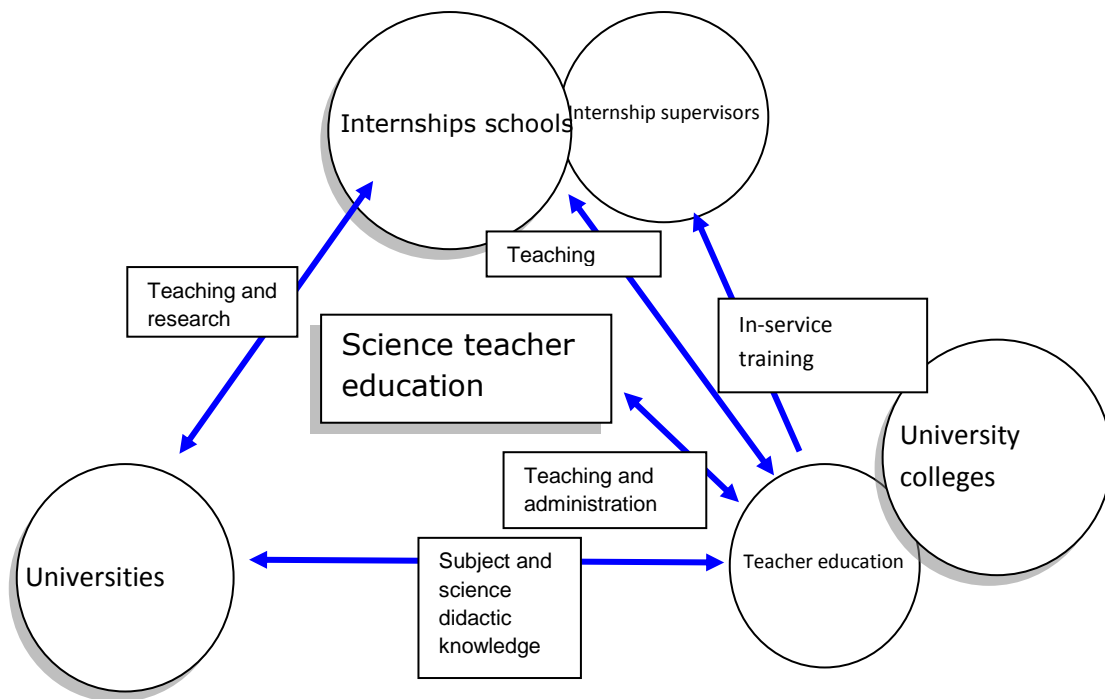 Internships schools
Internship supervisors
Teaching
Teaching and
research
In-service
training
Science teacher
education
University
colleges
Teaching and
administration
Universities
Subject and
science
didactic
knowledge
Teacher education